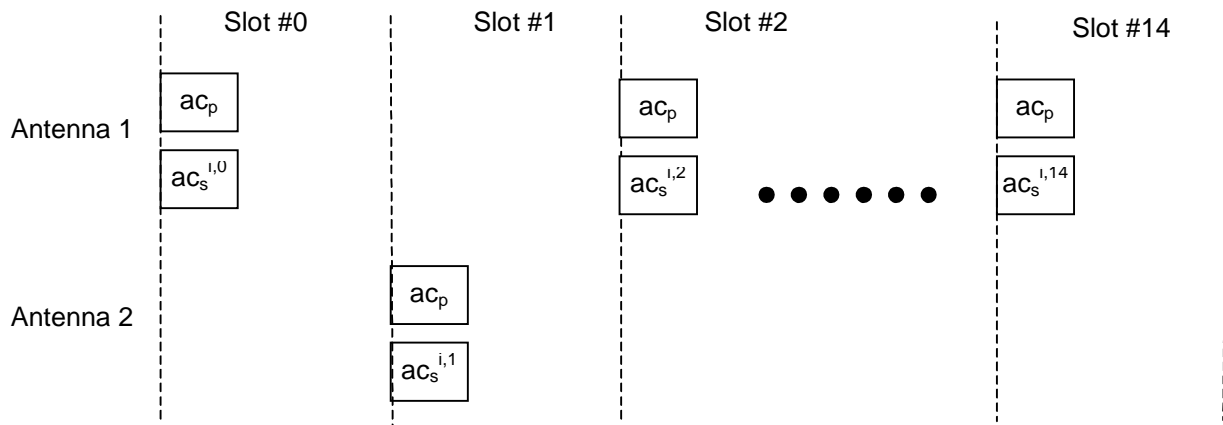 Slot #0 Slot #1 Slot #2 Slot #14
Antenna 1
ac_p ac_p ac_p
ac_s^i,0 ac_s^i,2 ac_s^i,14
Antenna 2
ac_p
ac_s^i,1